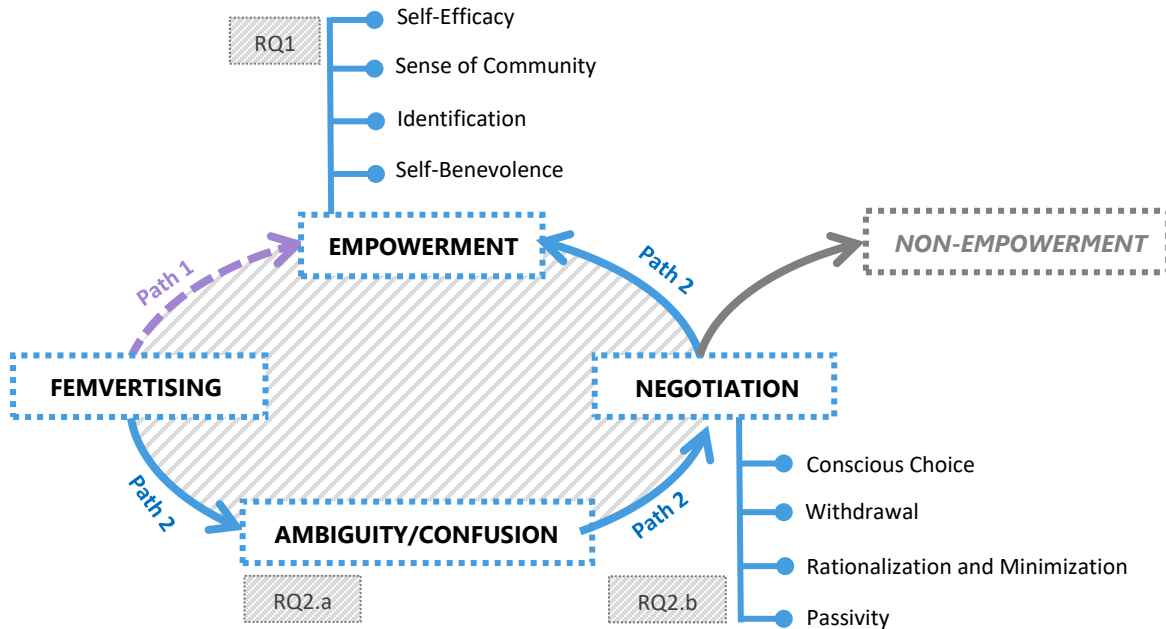 Self-Efficacy
RQ1
Sense of Community
Identification
Self-Benevolence
EMPOWERMENT
NON-EMPOWERMENT
Path 1
Path 2
FEMVERTISING
NEGOTIATION
Path 2
Path 2
AMBIGUITY/CONFUSION
RQ2.a
RQ2.b
Conscious Choice
Withdrawal
Rationalization and Minimization
Passivity